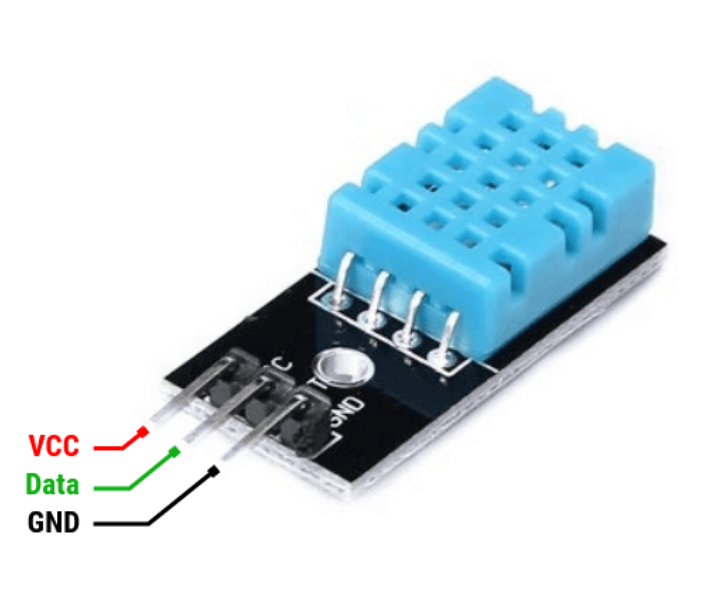 VCC
Data
GND